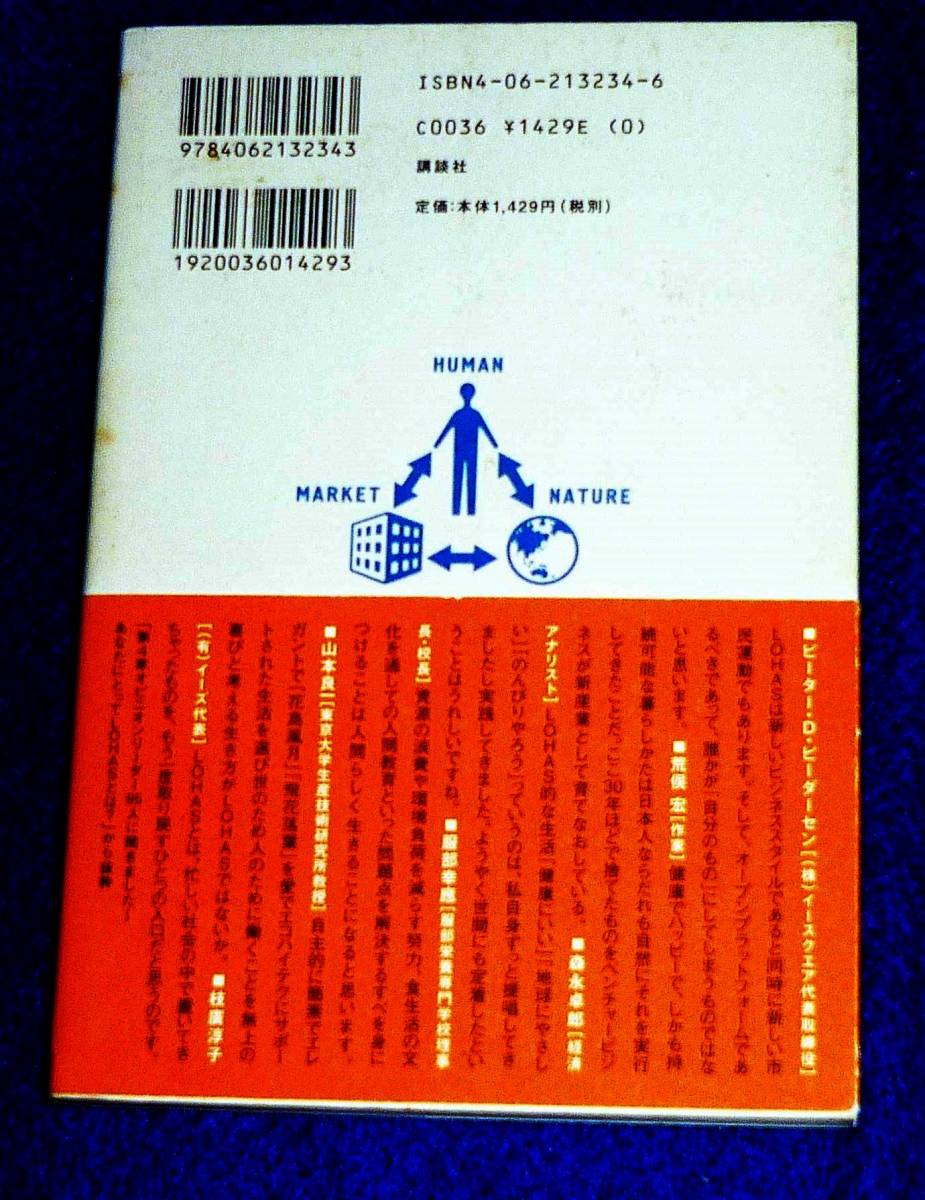 ISBN4-06-213234-6
C0036 ¥1429E (0)
9784062132343
講談社
定価:本体1,429円(税別)
1920036014293
HUMAN
MARKET
NATURE
■ピーター・D・ピーダーセン[(株)イースクエア代表取締役]
LOHASは新しいビジネススタイルであると同時に新しい市
民運動でもあります。そして、オープンプラットフォームであ
るべきであって、誰かが「自分のもの」にしてしまうものではな
いと思います。 ■荒俣 宏[作家]健康でハッピーで、しかも持
続可能な暮らしかたは日本人ならだれも自然にそれを実行
してきたことだ。ここ30年ほどで捨てたものをベンチャービジ
ネスが新産業として育てなおしている。 ■森永卓郎[経済
アナリスト]LOHAS的な生活「健康にいい」「地球にやさし
い」「のんびりやろう」っていうのは、私自身ずっと提唱してき
ましたし実践してきました。ようやく世間にも定着したとい
うことはうれしいですね。 ■服部幸應[服部栄養専門学校理事
長・校長]資源の浪費や環境負荷を減らす努力、食生活の文
化を通しての人間教育といった問題点を解決するすべを身に
つけることは人間らしく生きることになると思います。
■山本良一[東京大学生産技術研究所教授]自主的に簡素でエレ
ガントで「花鳥風月」「飛花落葉」を愛でエコハイテクにサポー
トされた生活を選び世のため人のために働くことを無上の
喜びと考える生き方がLOHASではないか。 ■枝廣淳子
[(有)イーズ代表]LOHASとは、忙しい社会の中で置いてき
ちゃったものを、もう一度取り戻すひとつの入口だと思うのです。
「第4章オピニオンリーダー95人に聞きました〜
あなたにとってLOHASとは?」から抜粋